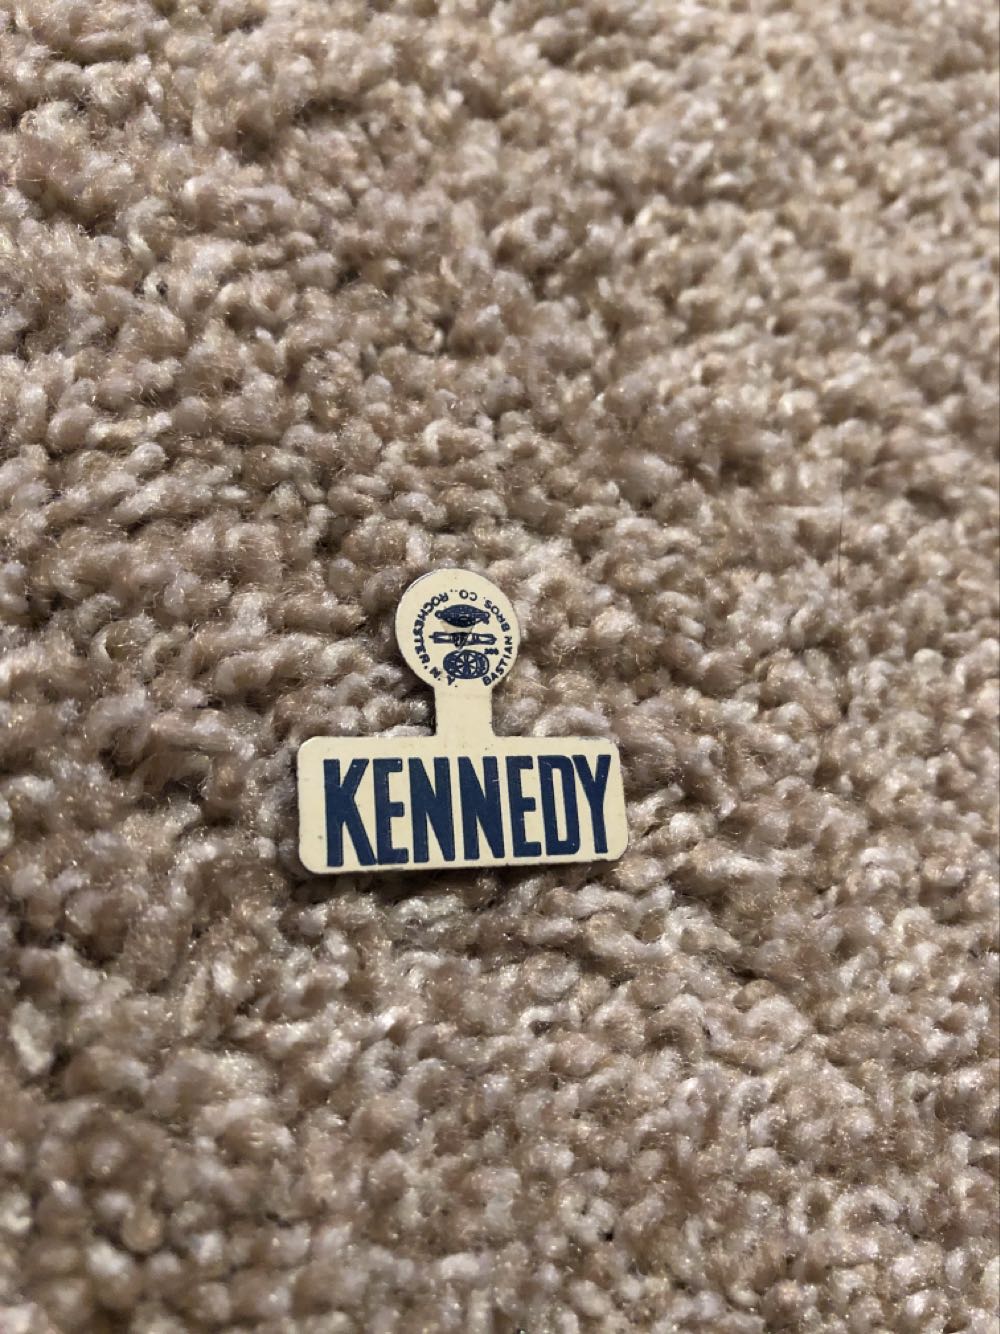 BASTIAN BROS. CO., ROCHESTER, N. Y.
KENNEDY